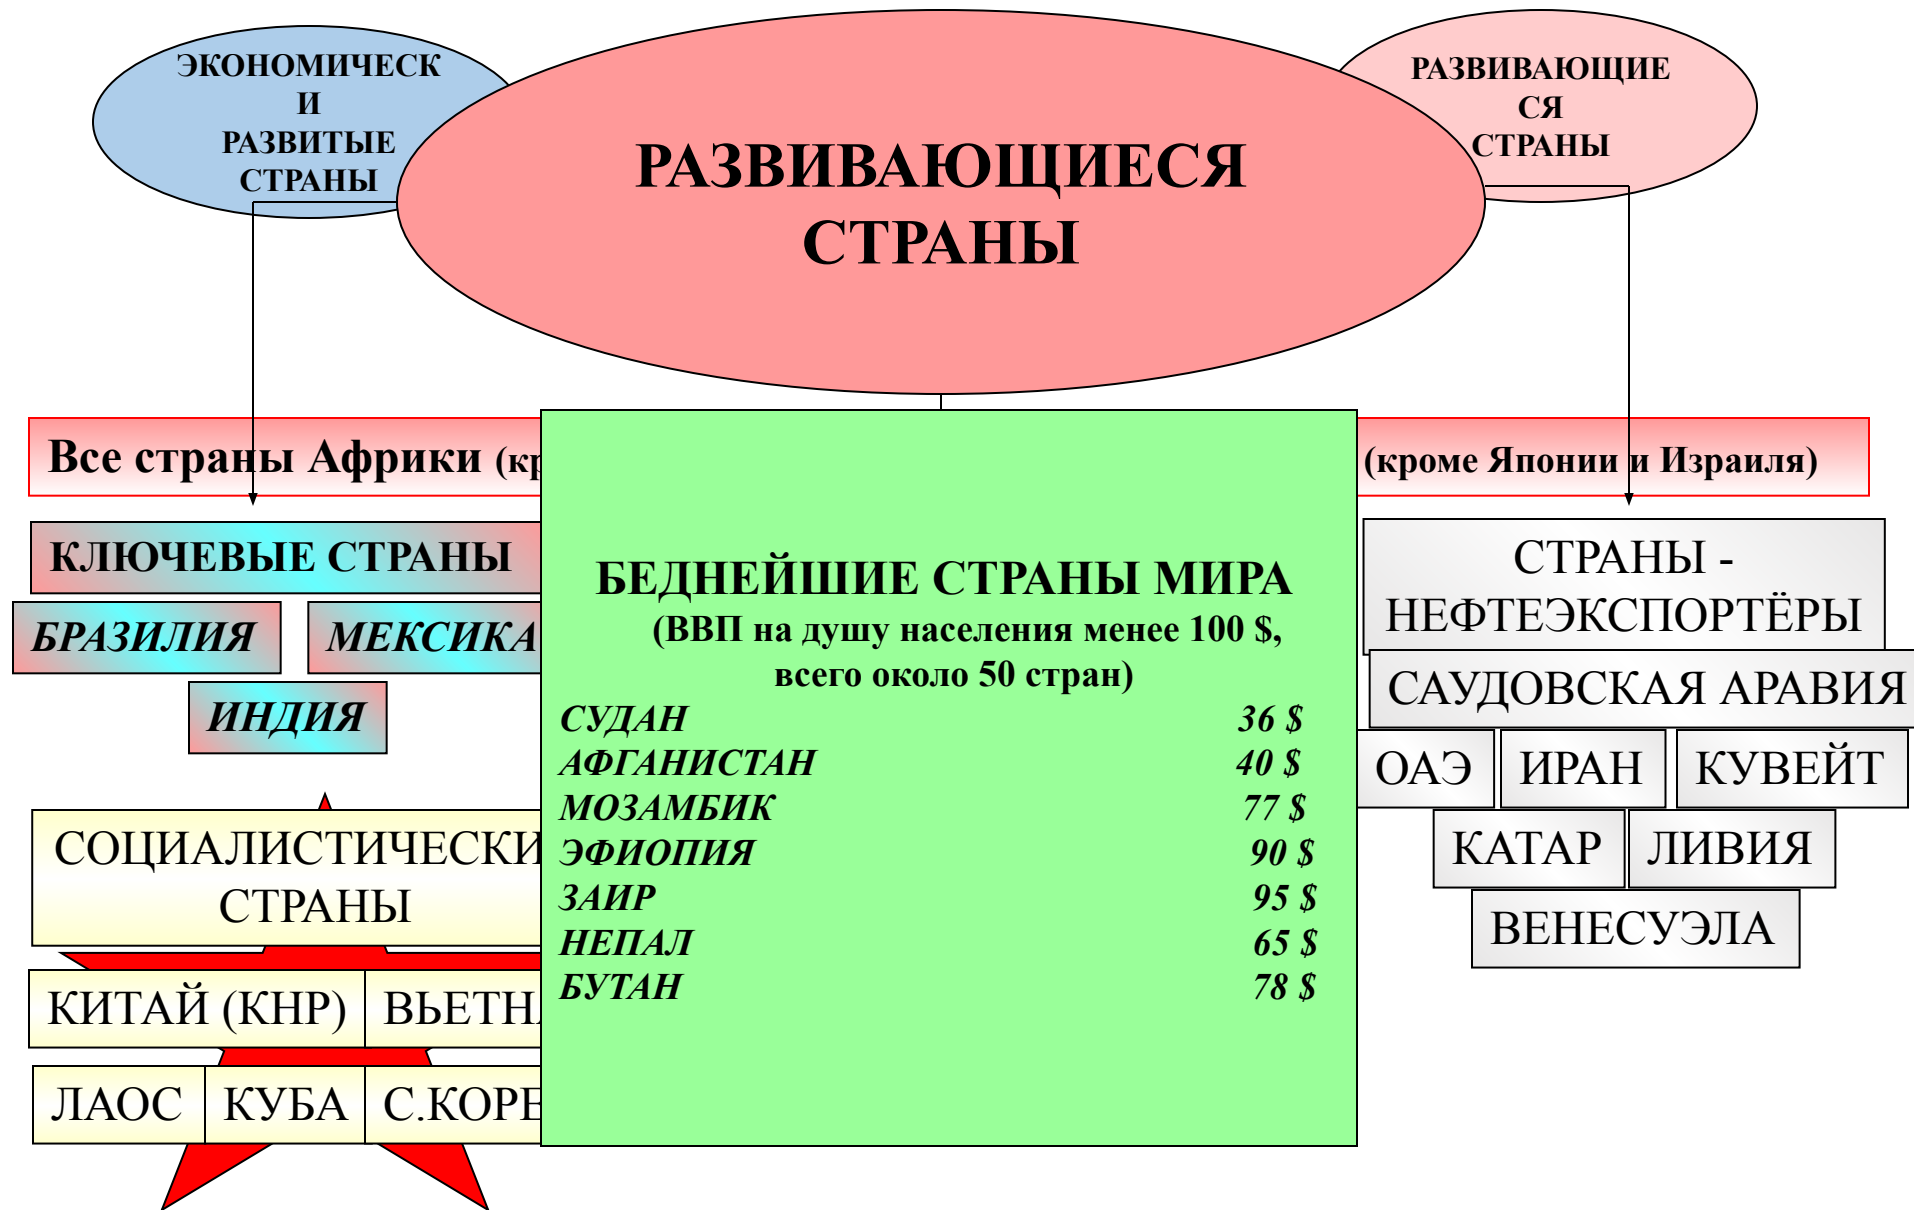 ЭКОНОМИЧЕСК
И
РАЗВИТЫЕ
СТРАНЫ
РАЗВИВАЮЩИЕСЯ
СТРАНЫ
РАЗВИВАЮЩИЕ
СЯ
СТРАНЫ
Все страны Африки
(кроме Японии и Израиля)
КЛЮЧЕВЫЕ СТРАНЫ
БРАЗИЛИЯ
МЕКСИКА
ИНДИЯ
СОЦИАЛИСТИЧЕСКИ
СТРАНЫ
КИТАЙ (КНР)
ЛАОС
КУБА
БЕДНЕЙШИЕ СТРАНЫ МИРА
(ВВП на душу населения менее 100 $,
всего около 50 стран)
СУДАН 36 $
АФГАНИСТАН 40 $
МОЗАМБИК 77 $
ЭФИОПИЯ 90 $
ЗАИР 95 $
НЕПАЛ 65 $
БУТАН 78 $
СТРАНЫ -
НЕФТЕЭКСПОРТЁРЫ
САУДОВСКАЯ АРАВИЯ
ОАЭ
ИРАН
КУВЕЙТ
КАТАР
ЛИВИЯ
ВЕНЕСУЭЛА